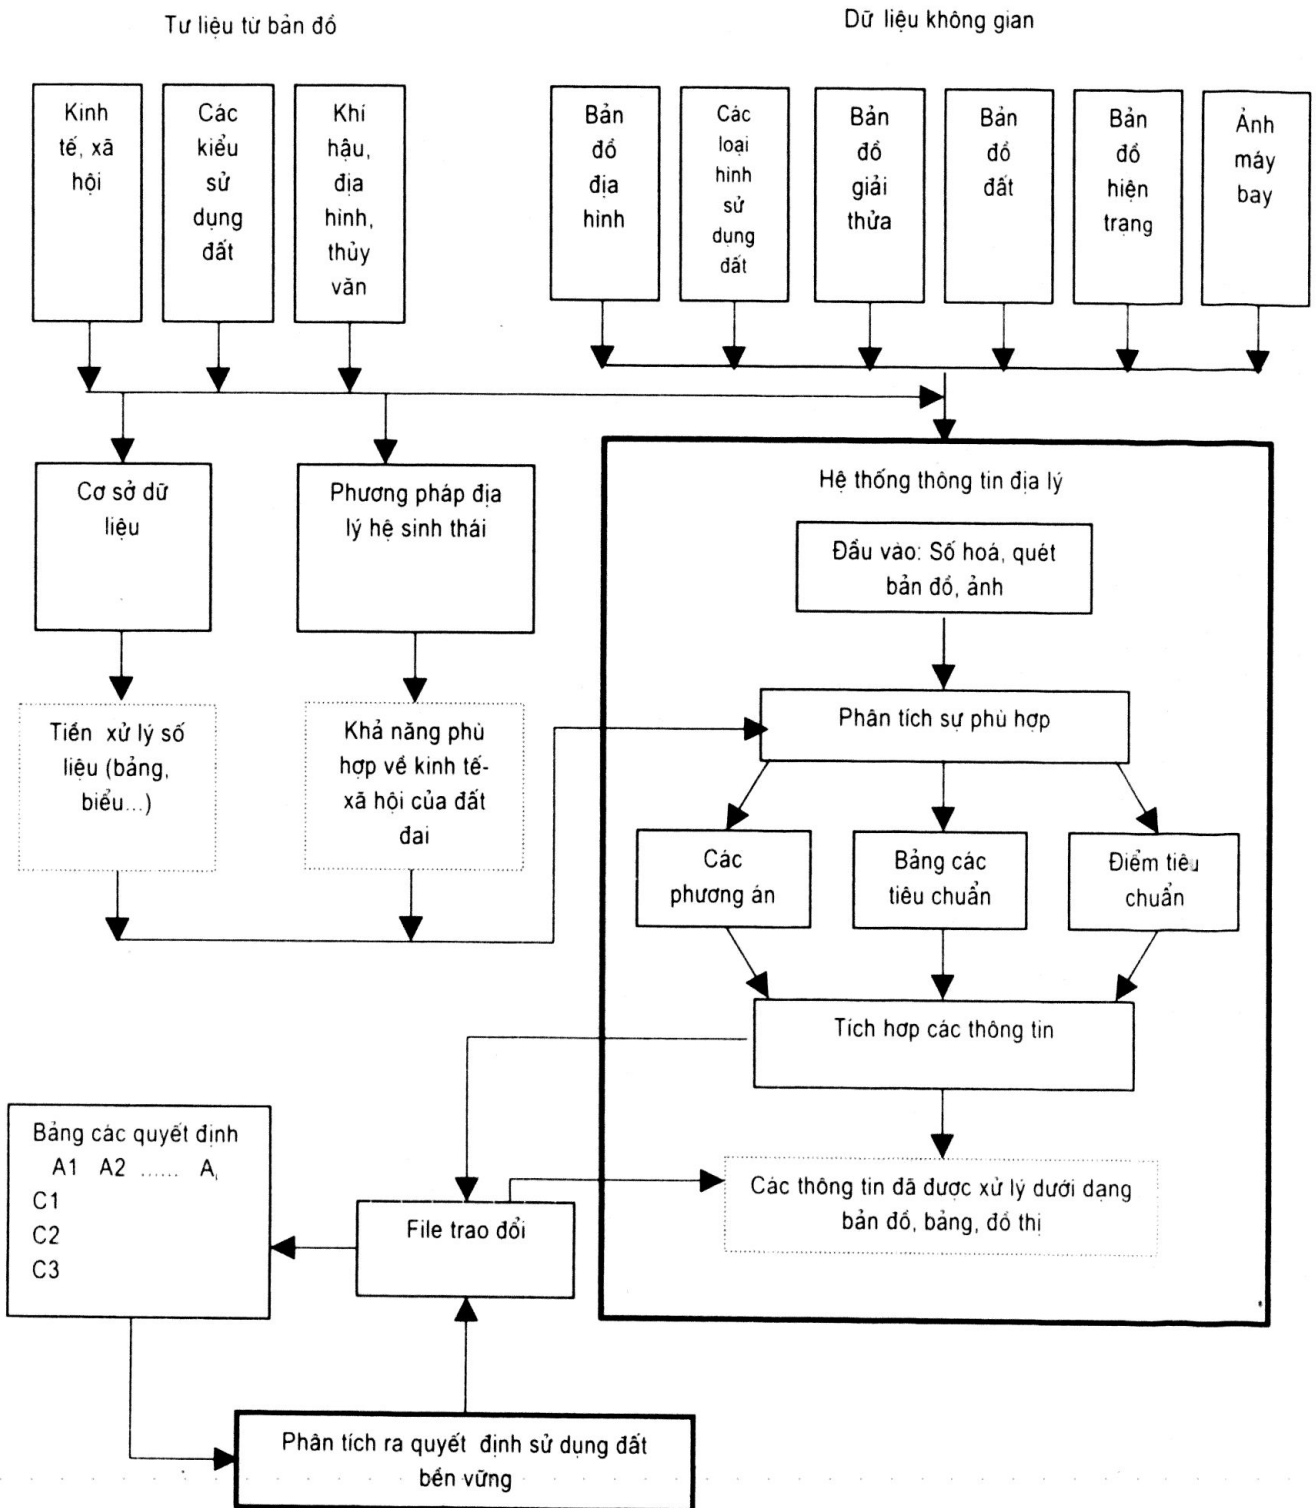 Tư liệu từ bản đồ
Dữ liệu không gian
Kinh
tế, xã
hội
Các
kiểu
sử
dụng
đất
Khí
hậu,
địa
hình,
thủy
văn
Bản
đồ
địa
hình
Các
loại
hình
sử
dụng
đất
Bản
đồ
giải
thửa
Bản
đồ
đất
Bản
đồ
hiện
trạng
Ảnh
máy
bay
Cơ sở dữ
liệu
Phương pháp địa
lý hệ sinh thái
Hệ thống thông tin địa lý
Đầu vào: Số hoá, quét
bản đồ, ảnh
Tiền xử lý số
liệu (bảng,
biểu...)
Khả năng phù
hợp về kinh tế-
xã hội của đất
đai
Phân tích sự phù hợp
Các
phương án
Bảng các
tiêu chuẩn
Điểm tiêu
chuẩn
Tích hợp các thông tin
Bảng các quyết định
A1 A2 ...... Ai
C1
C2
C3
File trao đổi
Các thông tin đã được xử lý dưới dạng
bản đồ, bảng, đồ thị
Phân tích ra quyết định sử dụng đất
bền vững